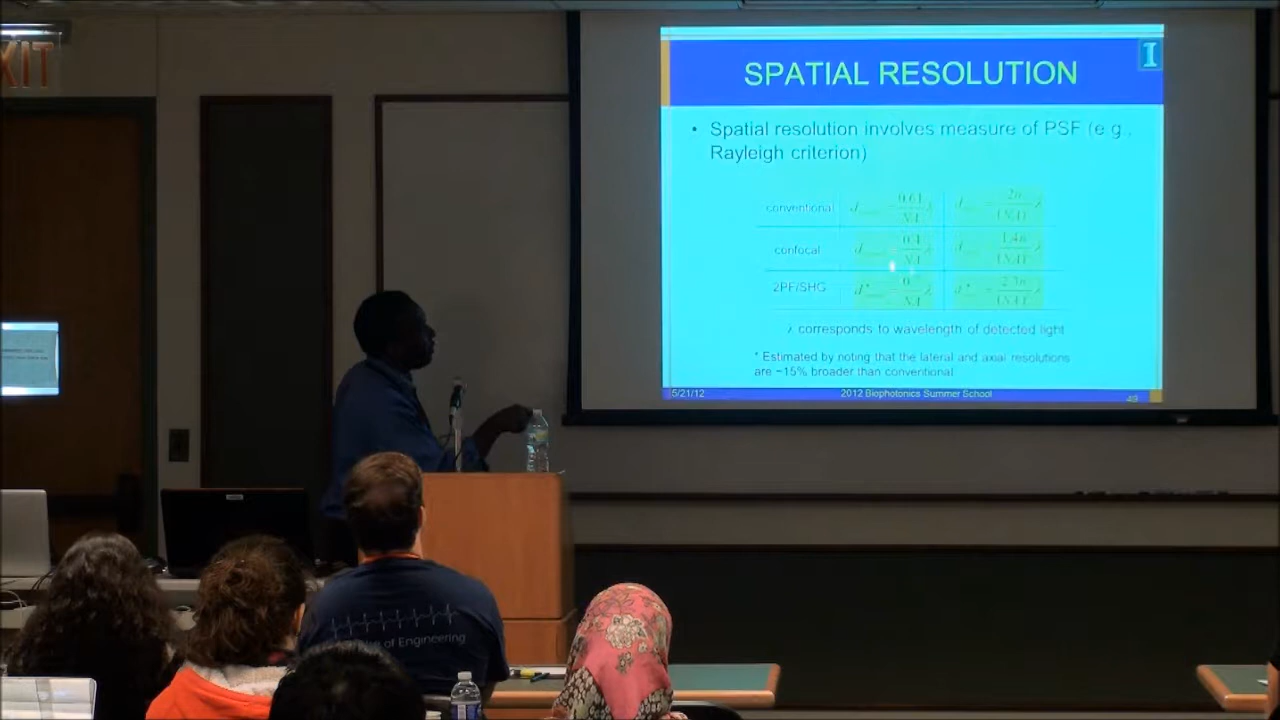 XIT
SPATIAL RESOLUTION
I
• Spatial resolution involves measure of PSF (e g ,
Rayleigh criterion)
conventional
confocal
2PF/SHG
λ corresponds to wavelength of detected light
* Estimated by noting that the lateral and axial resolutions
are ~15% broader than conventional
5/21/12
2012 Biophotonics Summer School
49
of Engineering